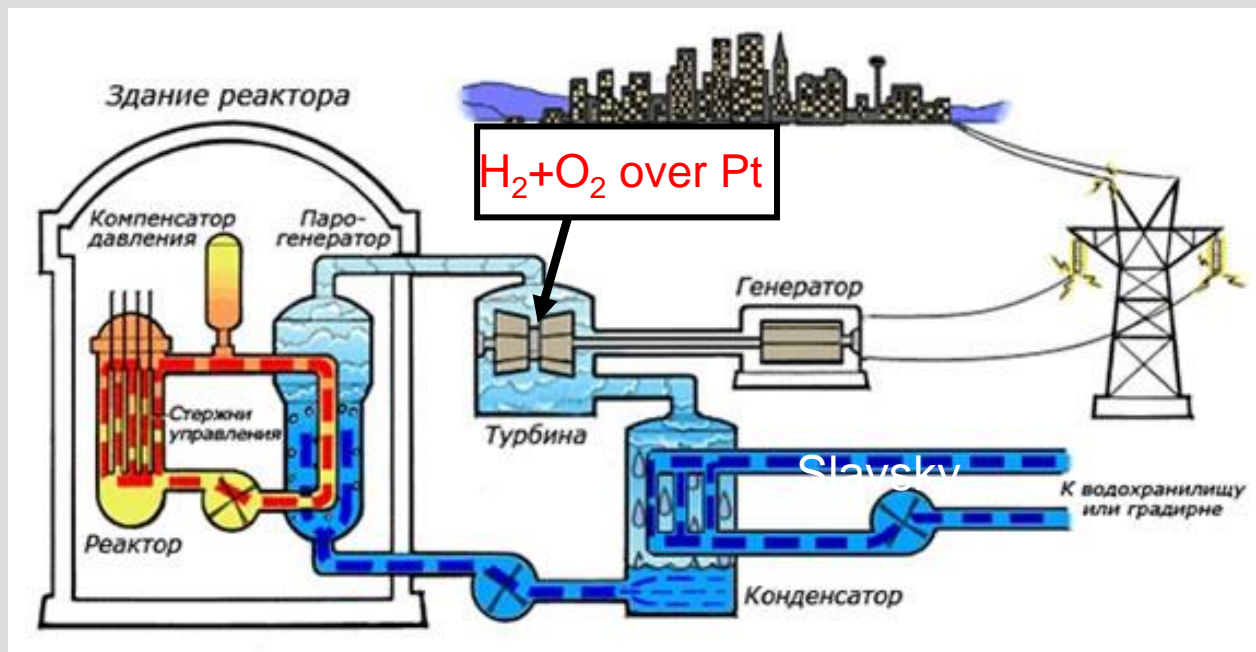 Здание реактора
H₂+O₂ over Pt
Компенсатор
давления
Паро-
генератор
Генератор
Стержни
управления
Турбина
Slavsky
К водохранилищу
или градирне
Реактор
Конденсатор